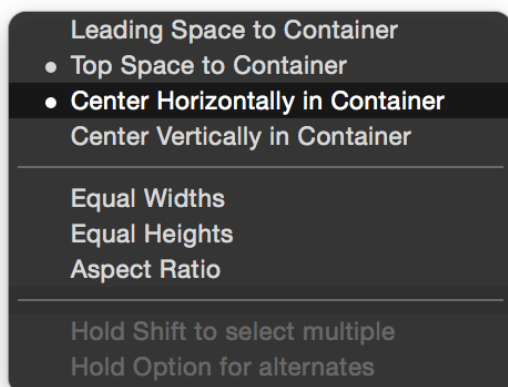 Leading Space to Container
• Top Space to Container
• Center Horizontally in Container
Center Vertically in Container
Equal Widths
Equal Heights
Aspect Ratio
Hold Shift to select multiple
Hold Option for alternates